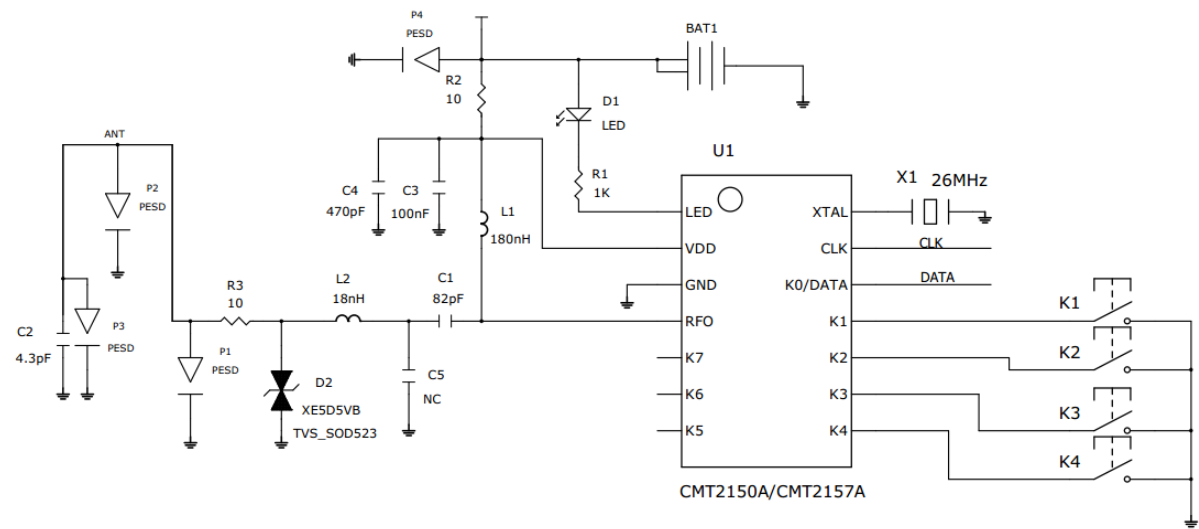 P4
PESD
BAT1
R2
10
D1
LED
ANT
U1
P2
PESD
C4
470pF
C3
100nF
R1
1K
X1 26MHz
L1
180nH
LED
XTAL
VDD
CLK
CLK
GND
K0/DATA
DATA
R3
10
L2
18nH
C1
82pF
RFO
K1
K1
C2
4.3pF
P3
PESD
P1
PESD
K7
K2
K2
D2
XE5D5VB
TVS_SOD523
C5
NC
K6
K3
K3
K5
K4
K4
CMT2150A/CMT2157A